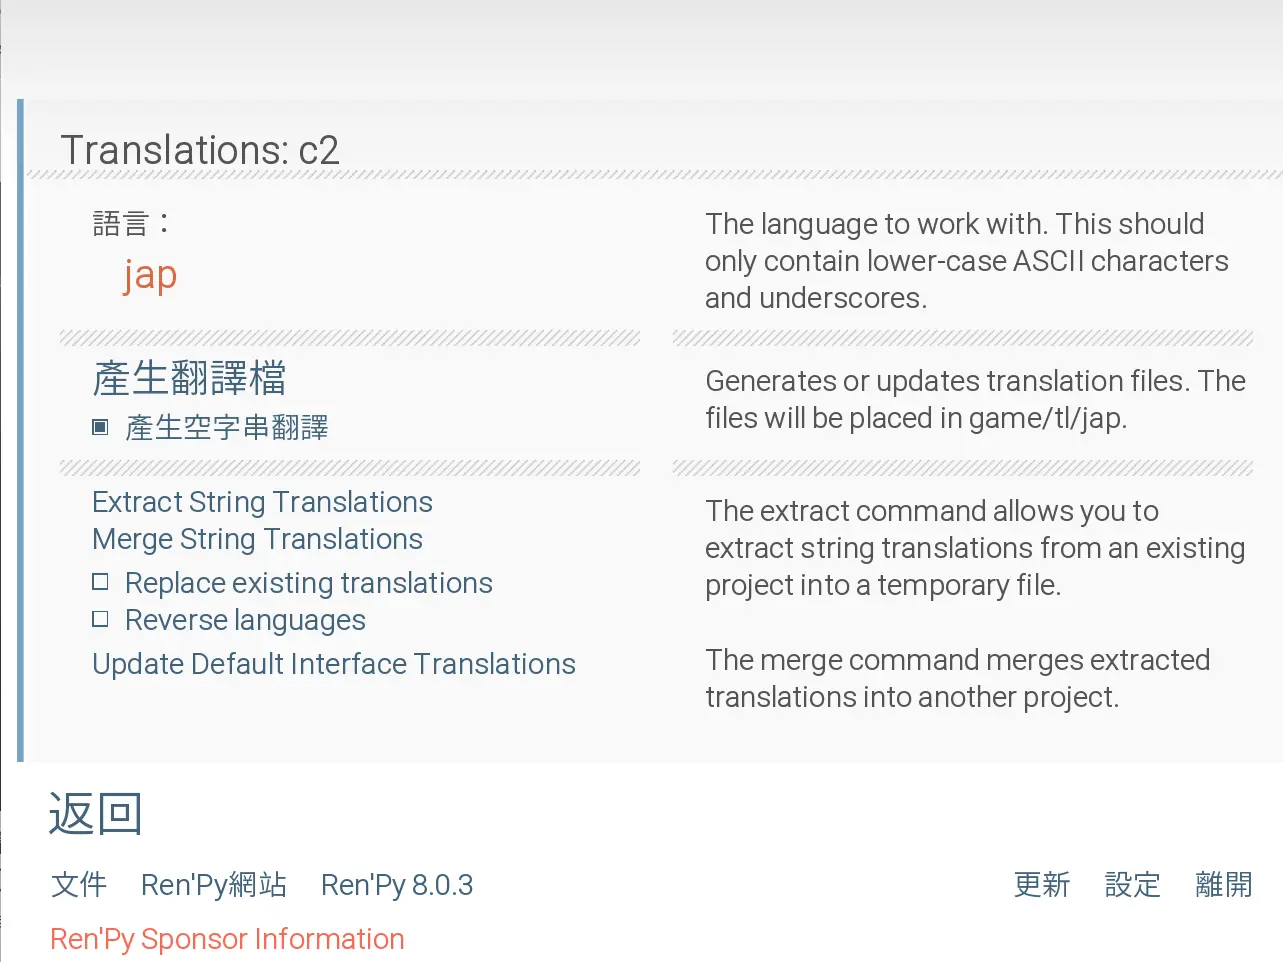 Translations: c2
語言：
jap
The language to work with. This should
only contain lower-case ASCII characters
and underscores.
產生翻譯檔
產生空字串翻譯
Generates or updates translation files. The
files will be placed in game/tl/jap.
Extract String Translations
Merge String Translations
Replace existing translations
Reverse languages
Update Default Interface Translations
The extract command allows you to
extract string translations from an existing
project into a temporary file.
The merge command merges extracted
translations into another project.
返回
文件 Ren'Py網站 Ren'Py 8.0.3 更新 設定 離開
Ren'Py Sponsor Information